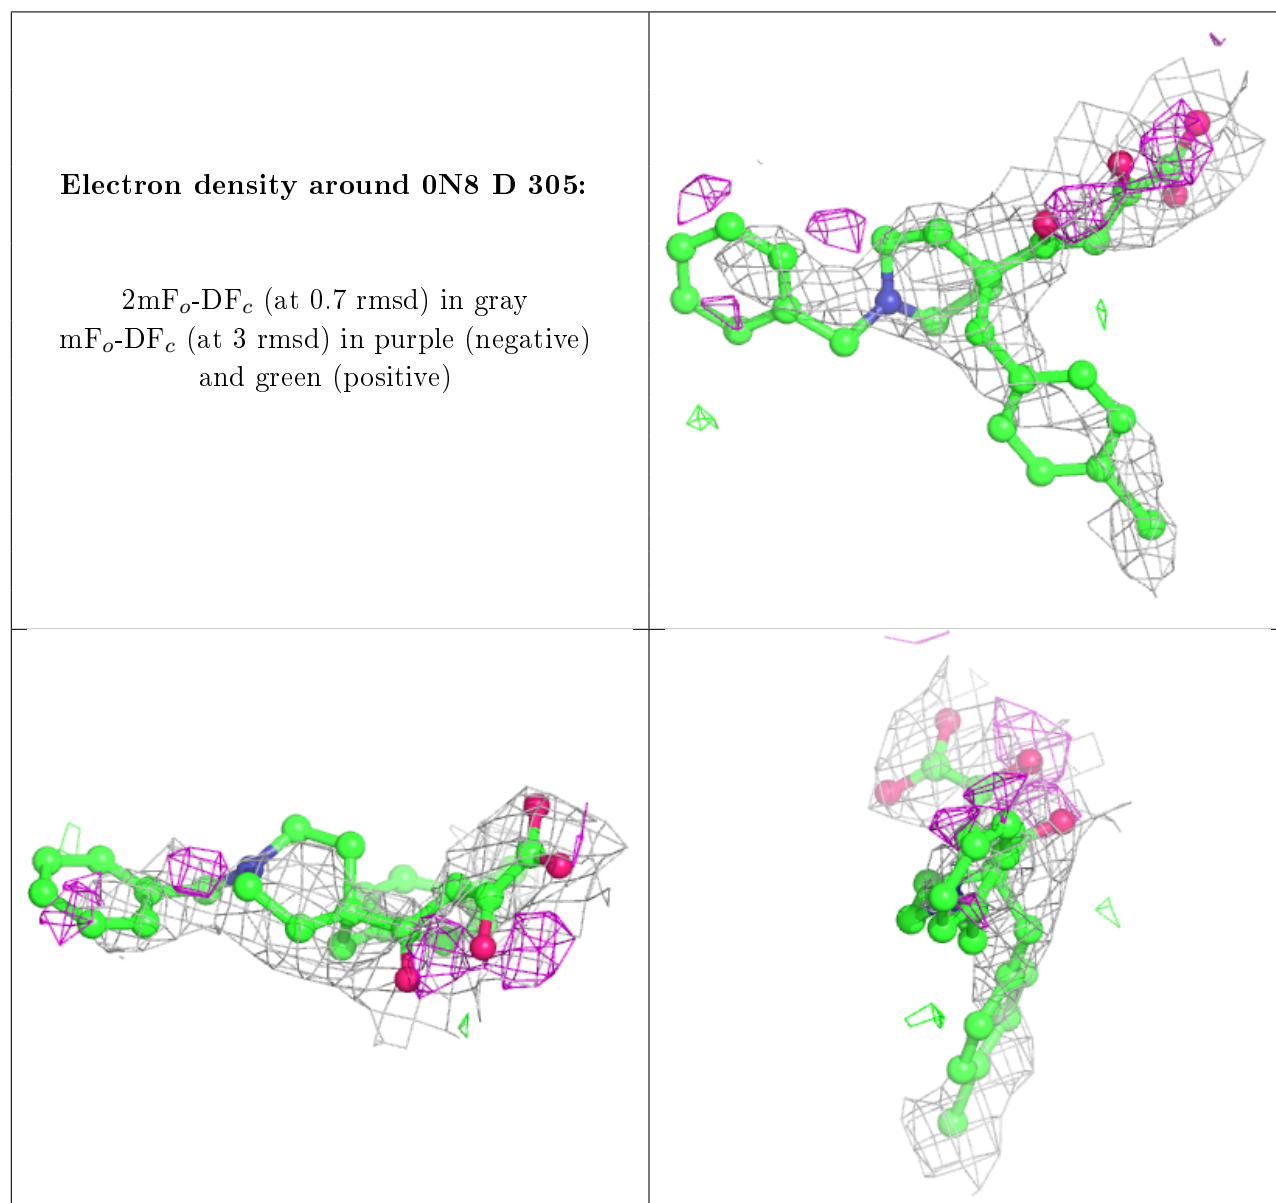 Electron density around 0N8 D 305:
2mFo-DFc (at 0.7 rmsd) in gray
mFo-DFc (at 3 rmsd) in purple (negative)
and green (positive)